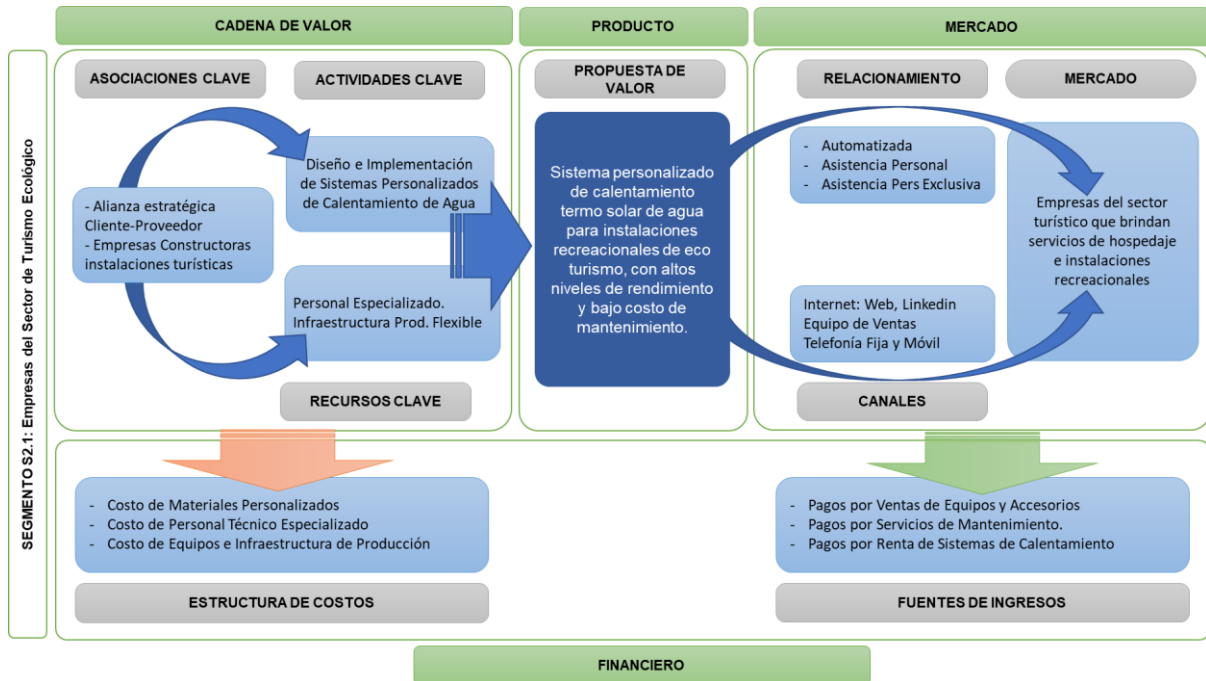 CADENA DE VALOR
PRODUCTO
MERCADO
SEGMENTO S2.1: Empresas del Sector de Turismo Ecológico
ASOCIACIONES CLAVE
ACTIVIDADES CLAVE
- Alianza estratégica
Cliente-Proveedor
- Empresas Constructoras
instalaciones turísticas
Diseño e Implementación
de Sistemas Personalizados
de Calentamiento de Agua
Personal Especializado.
Infraestructura Prod. Flexible
RECURSOS CLAVE
PROPUESTA DE
VALOR
Sistema personalizado
de calentamiento
termo solar de agua
para instalaciones
recreacionales de eco
turismo, con altos
niveles de rendimiento
y bajo costo de
mantenimiento.
RELACIONAMIENTO
MERCADO
- Automatizada
- Asistencia Personal
- Asistencia Pers Exclusiva
Empresas del sector
turístico que brindan
servicios de hospedaje
e instalaciones
recreacionales
Internet: Web, Linkedin
Equipo de Ventas
Telefonía Fija y Móvil
CANALES
- Costo de Materiales Personalizados
- Costo de Personal Técnico Especializado
- Costo de Equipos e Infraestructura de Producción
ESTRUCTURA DE COSTOS
- Pagos por Ventas de Equipos y Accesorios
- Pagos por Servicios de Mantenimiento.
- Pagos por Renta de Sistemas de Calentamiento
FUENTES DE INGRESOS
FINANCIERO